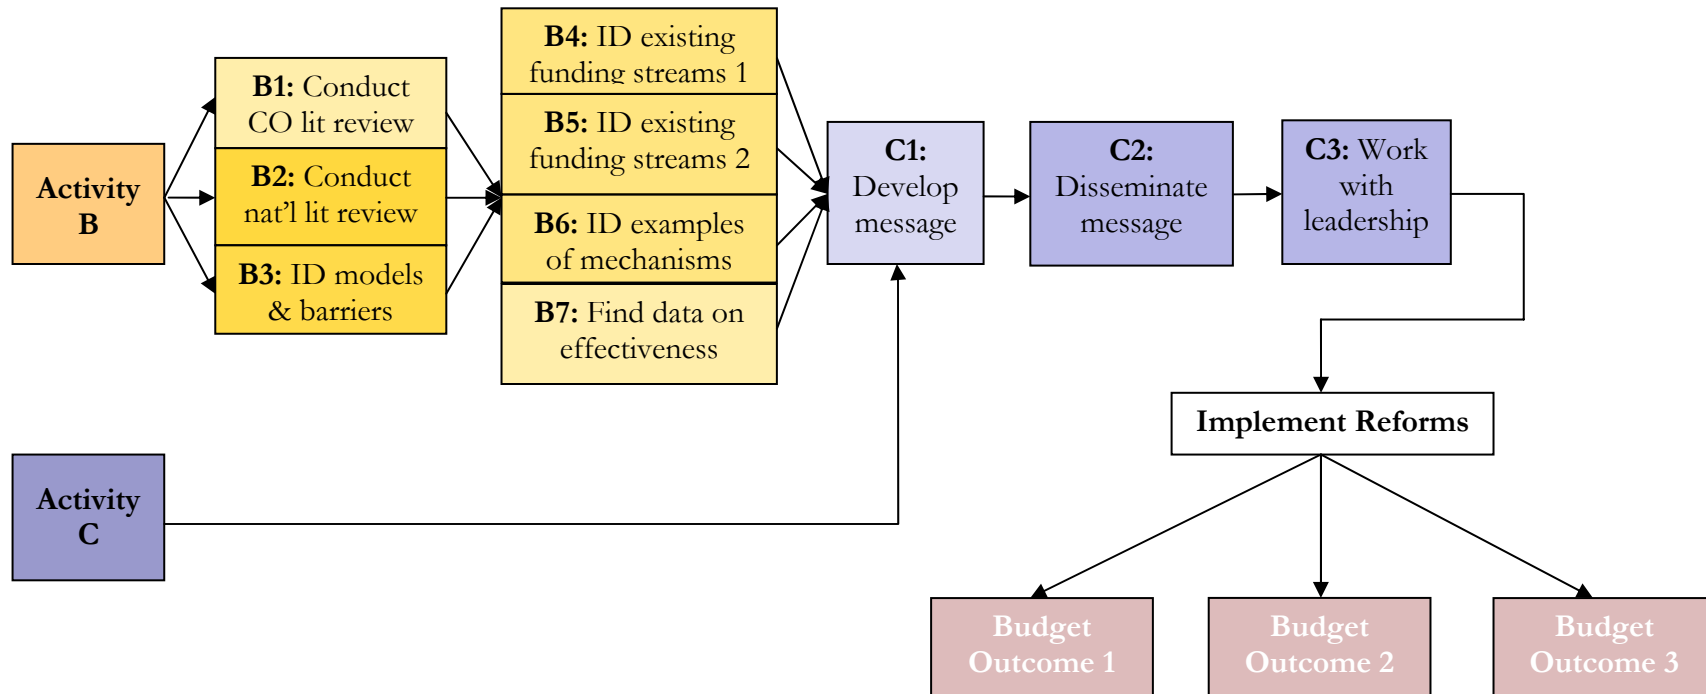 B4: ID existing
funding streams 1
B1: Conduct
CO lit review
B5: ID existing
funding streams 2
Activity
B
B2: Conduct
nat'l lit review
C1:
Develop
message
C2:
Disseminate
message
C3: Work
with
leadership
B6: ID examples
of mechanisms
B3: ID models
& barriers
B7: Find data on
effectiveness
Implement Reforms
Activity
C
Budget
Outcome 1
Budget
Outcome 2
Budget
Outcome 3